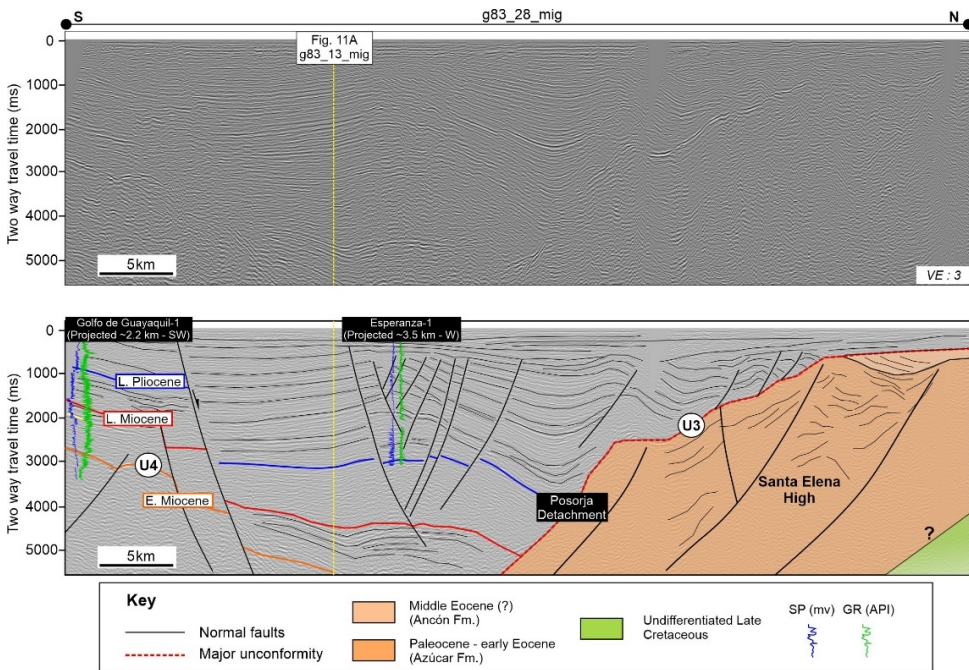 g83_28_mig
S
N
Fig. 11A
g83_13_mig
Two way travel time (ms)
0
1000
2000
3000
4000
5000
5km
VE : 3
Golfo de Guayaquil-1
(Projected ~2.2 km - SW)
Esperanza-1
(Projected ~3.5 km - W)
Two way travel time (ms)
0
1000
2000
3000
4000
5000
L. Pliocene
L. Miocene
U4
E. Miocene
U3
Posorja
Detachment
Santa Elena
High
?
5km
Key
Normal faults
Major unconformity
Middle Eocene (?)
(Ancón Fm.)
Paleocene - early Eocene
(Azúcar Fm.)
Undifferentiated Late
Cretaceous
SP (mv)
GR (API)